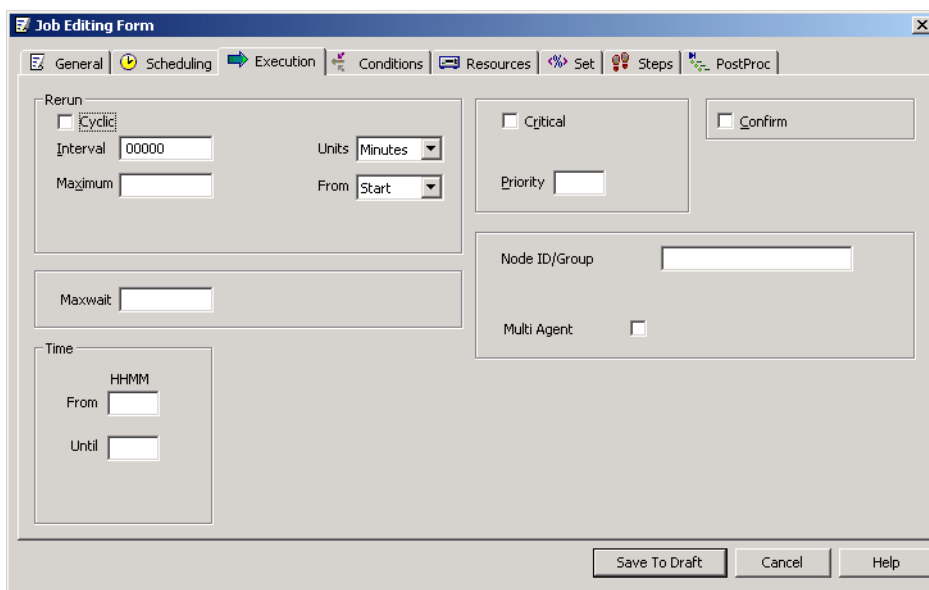 Job Editing Form
General Scheduling Execution Conditions Resources Set Steps PostProc
Rerun
Cyclic
Interval 00000 Units Minutes
Maximum From Start
Critical
Priority
Confirm
Maxwait
Node ID/Group
Multi Agent
Time
HHMM
From
Until
Save To Draft Cancel Help